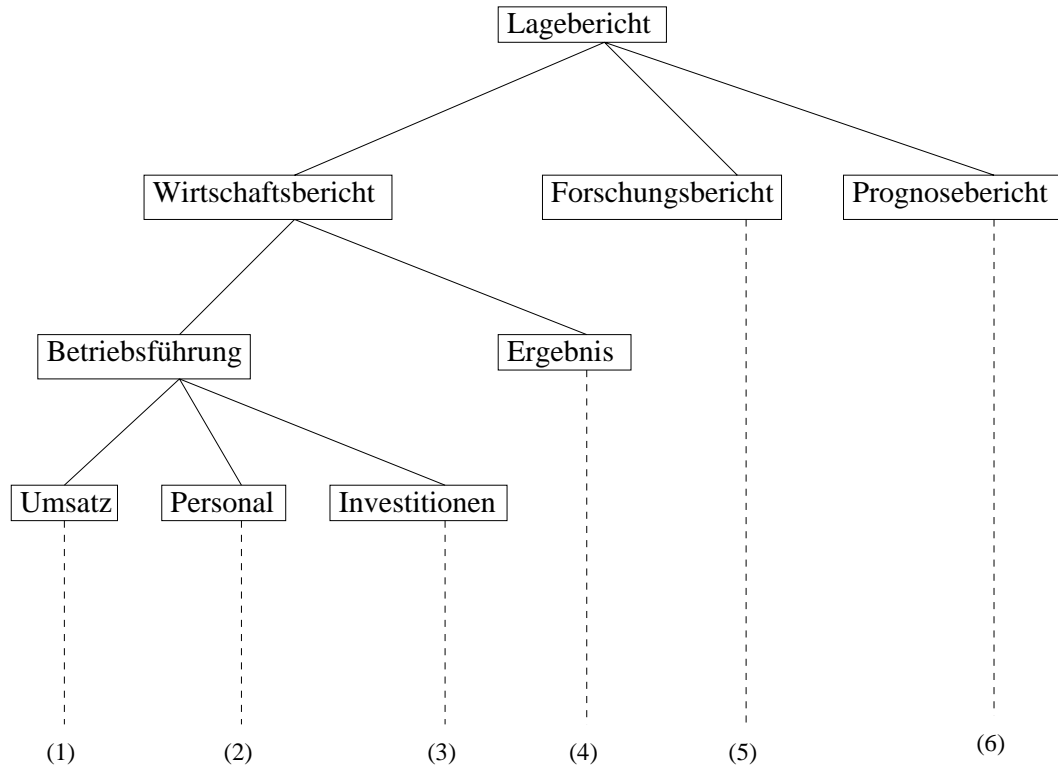 Lagebericht
Wirtschaftsbericht
Forschungsbericht
Prognosebericht
Betriebsführung
Ergebnis
Umsatz
Personal
Investitionen
(1)
(2)
(3)
(4)
(5)
(6)